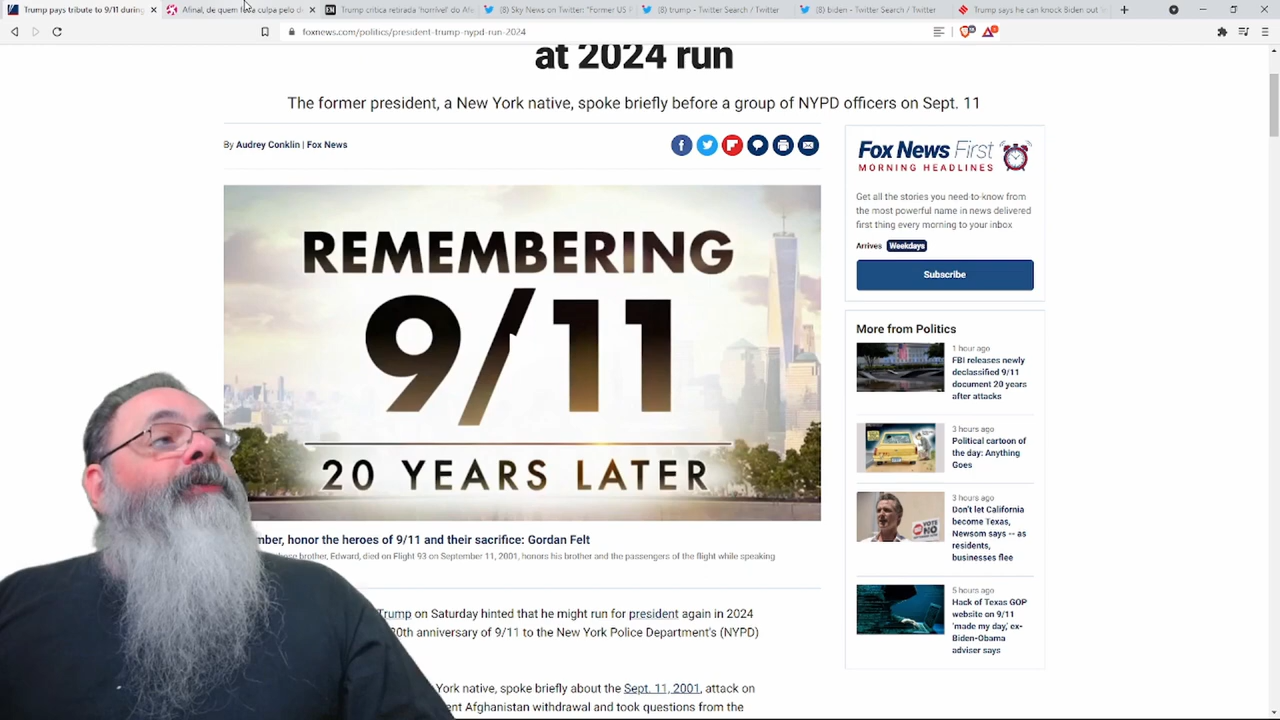 Trump pays tribute to 9/11 during
Afinal, de quem é a culpa pelo de
Trump critica retirada 'horrível' do Afe
(8) Sky News on Twitter: "Former US P
(8) trump - Twitter Search / Twitter
(8) biden - Twitter Search / Twitter
Trump says he can knock Biden out
foxnews.com/politics/president-trump-nypd-run-2024
at 2024 run
The former president, a New York native, spoke briefly before a group of NYPD officers on Sept. 11
By Audrey Conklin | Fox News
REMEMBERING
9/11
20 YEARS LATER
mber, honor the heroes of 9/11 and their sacrifice: Gordan Felt
hose brother, Edward, died on Flight 93 on September 11, 2001, honors his brother and the passengers of the flight while speaking
Trump on Saturday hinted that he might run for president again in 2024
20th anniversary of 9/11 to the New York Police Department's (NYPD)
York native, spoke briefly about the Sept. 11, 2001, attack on
ent Afghanistan withdrawal and took questions from the
Fox News First
MORNING HEADLINES
Get all the stories you need-to-know from
the most powerful name in news delivered
first thing every morning to your inbox
Arrives Weekdays
Subscribe
More from Politics
1 hour ago
FBI releases newly
declassified 9/11
document 20 years
after attacks
3 hours ago
Political cartoon of
the day: Anything
Goes
3 hours ago
Don't let California
become Texas,
Newsom says -- as
residents,
businesses flee
VOTE
NO
5 hours ago
Hack of Texas GOP
website on 9/11
'made my day,' ex-
Biden-Obama
adviser says